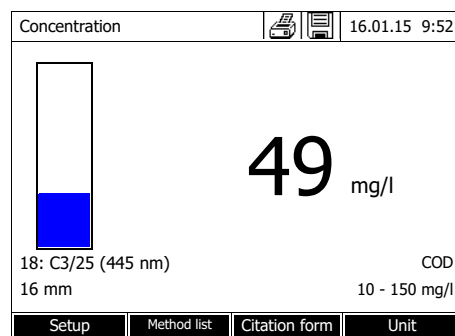 Concentration 16.01.15 9:52
49 mg/l
18: C3/25 (445 nm) COD
16 mm 10 - 150 mg/l
Setup Method list Citation form Unit